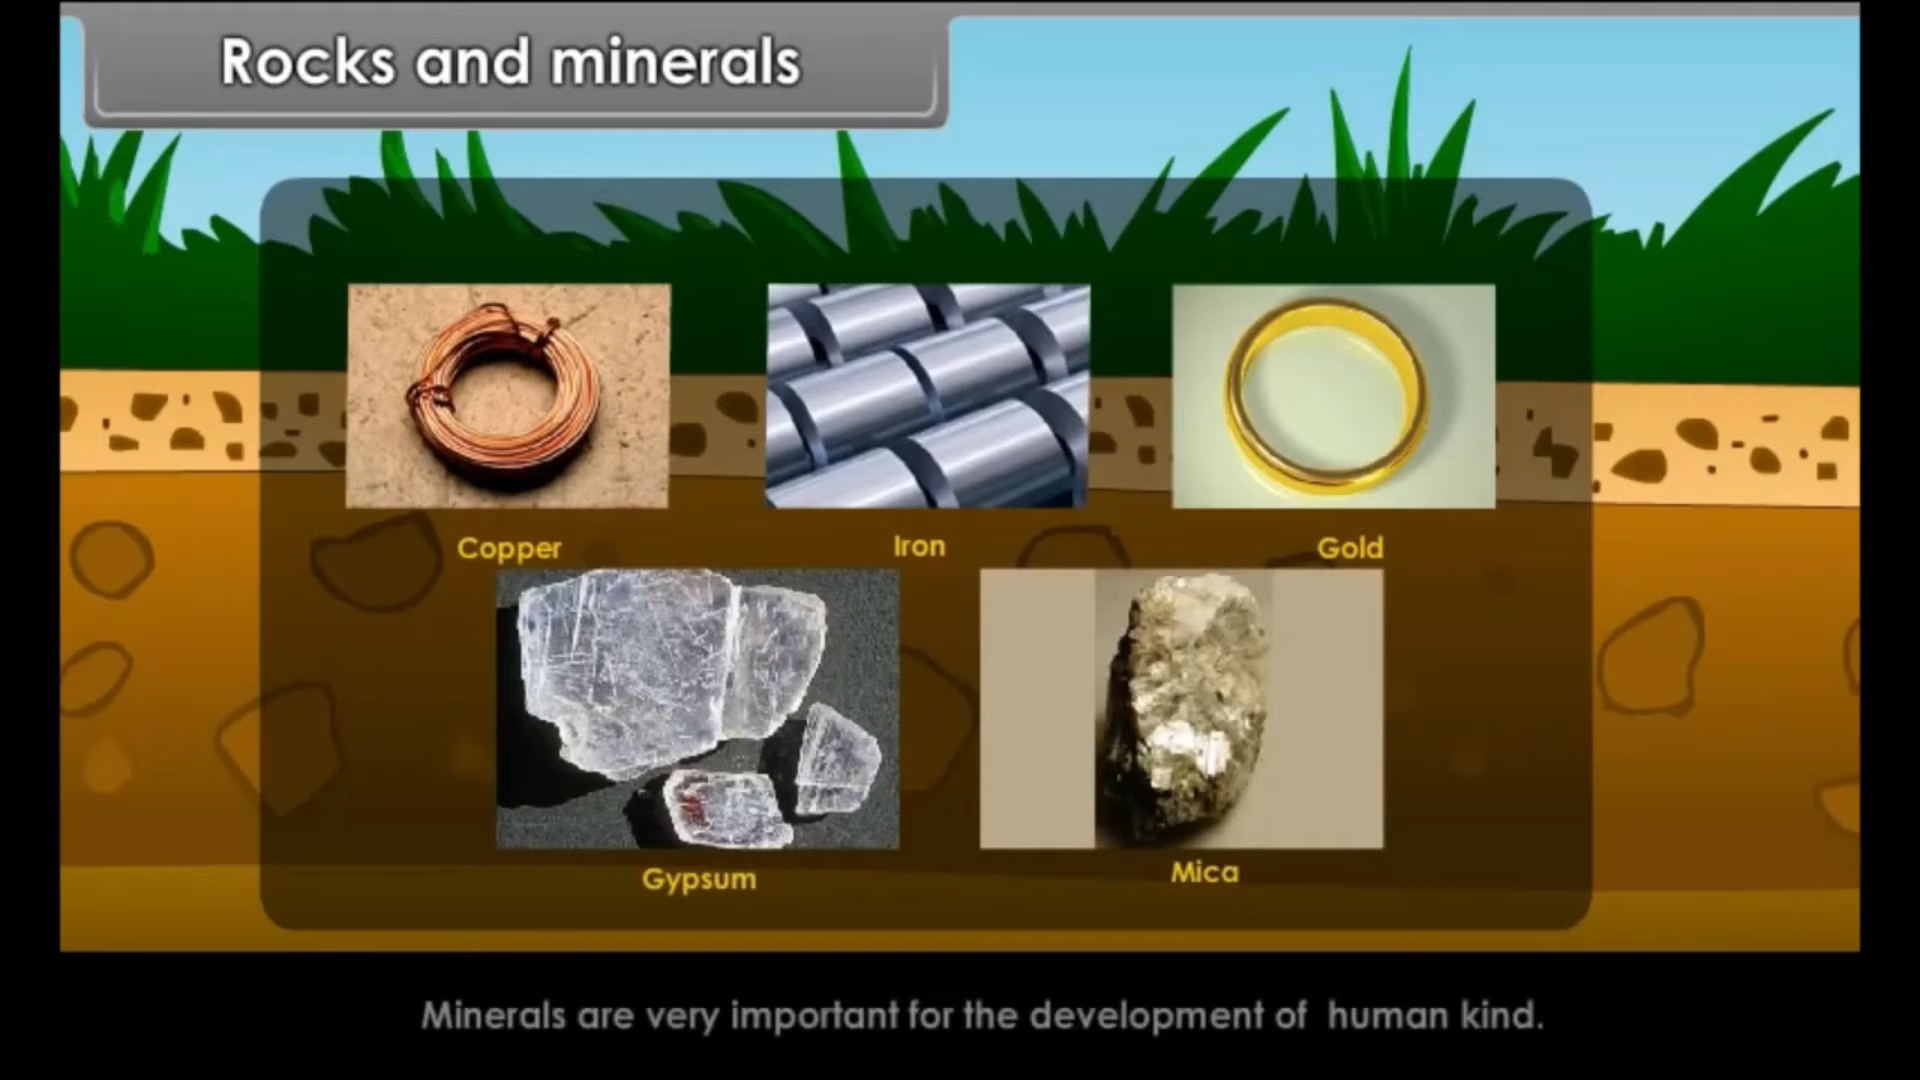 Rocks and minerals
Copper
Iron
Gold
Gypsum
Mica
Minerals are very important for the development of human kind.